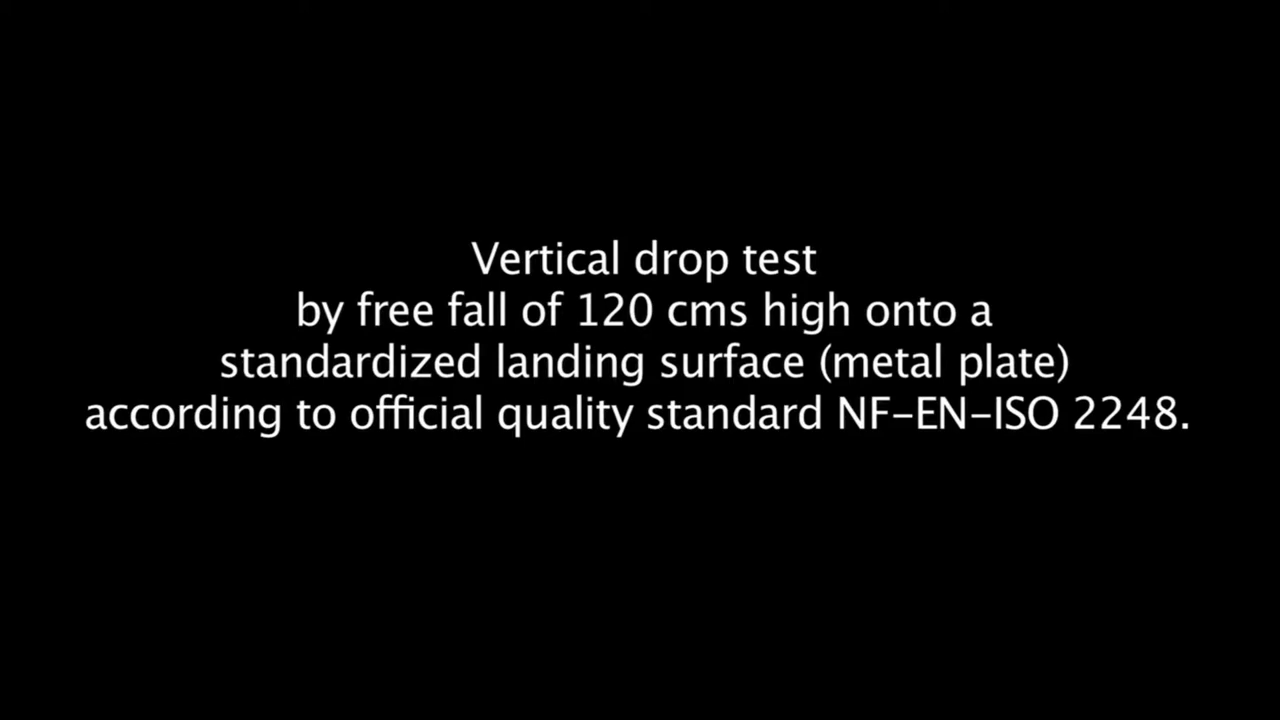 Vertical drop test
by free fall of 120 cms high onto a
standardized landing surface (metal plate)
according to official quality standard NF-EN-ISO 2248.